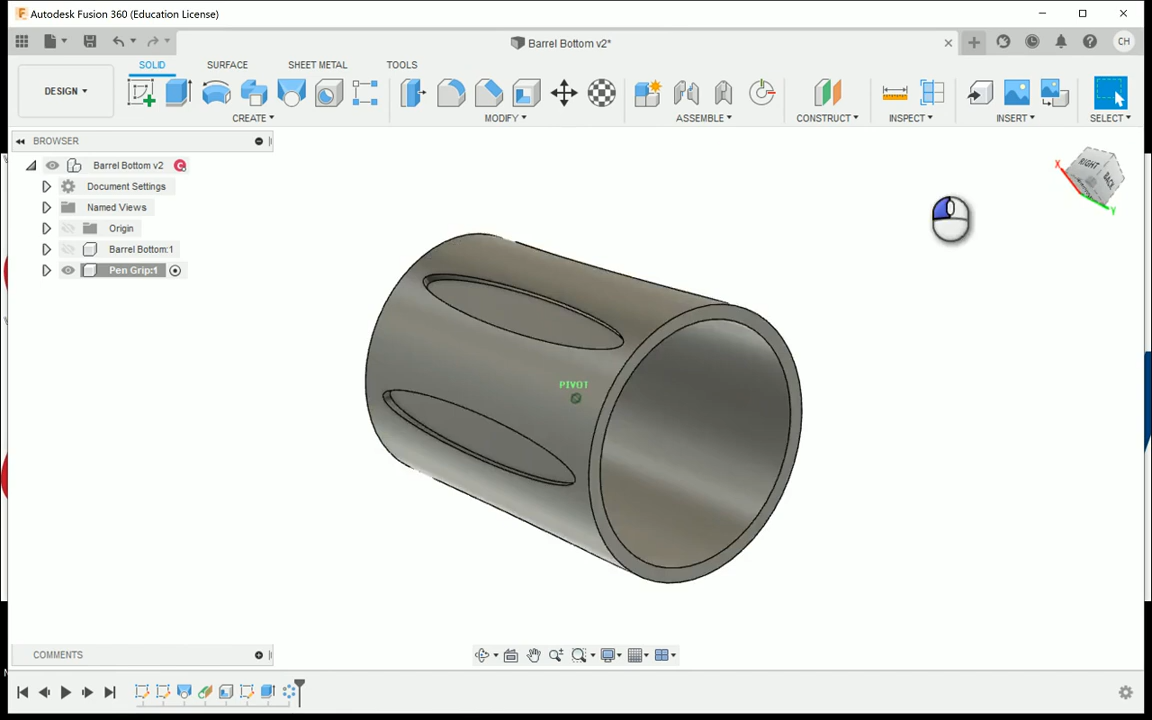 Autodesk Fusion 360 (Education License)
Barrel Bottom v2*
CH
SOLID SURFACE SHEET METAL TOOLS
DESIGN
CREATE MODIFY ASSEMBLE CONSTRUCT INSPECT INSERT SELECT
BROWSER
Barrel Bottom v2
Document Settings
Named Views
Origin
Barrel Bottom:1
Pen Grip:1
RIGHT
BACK
X
Y
PIVOT
COMMENTS